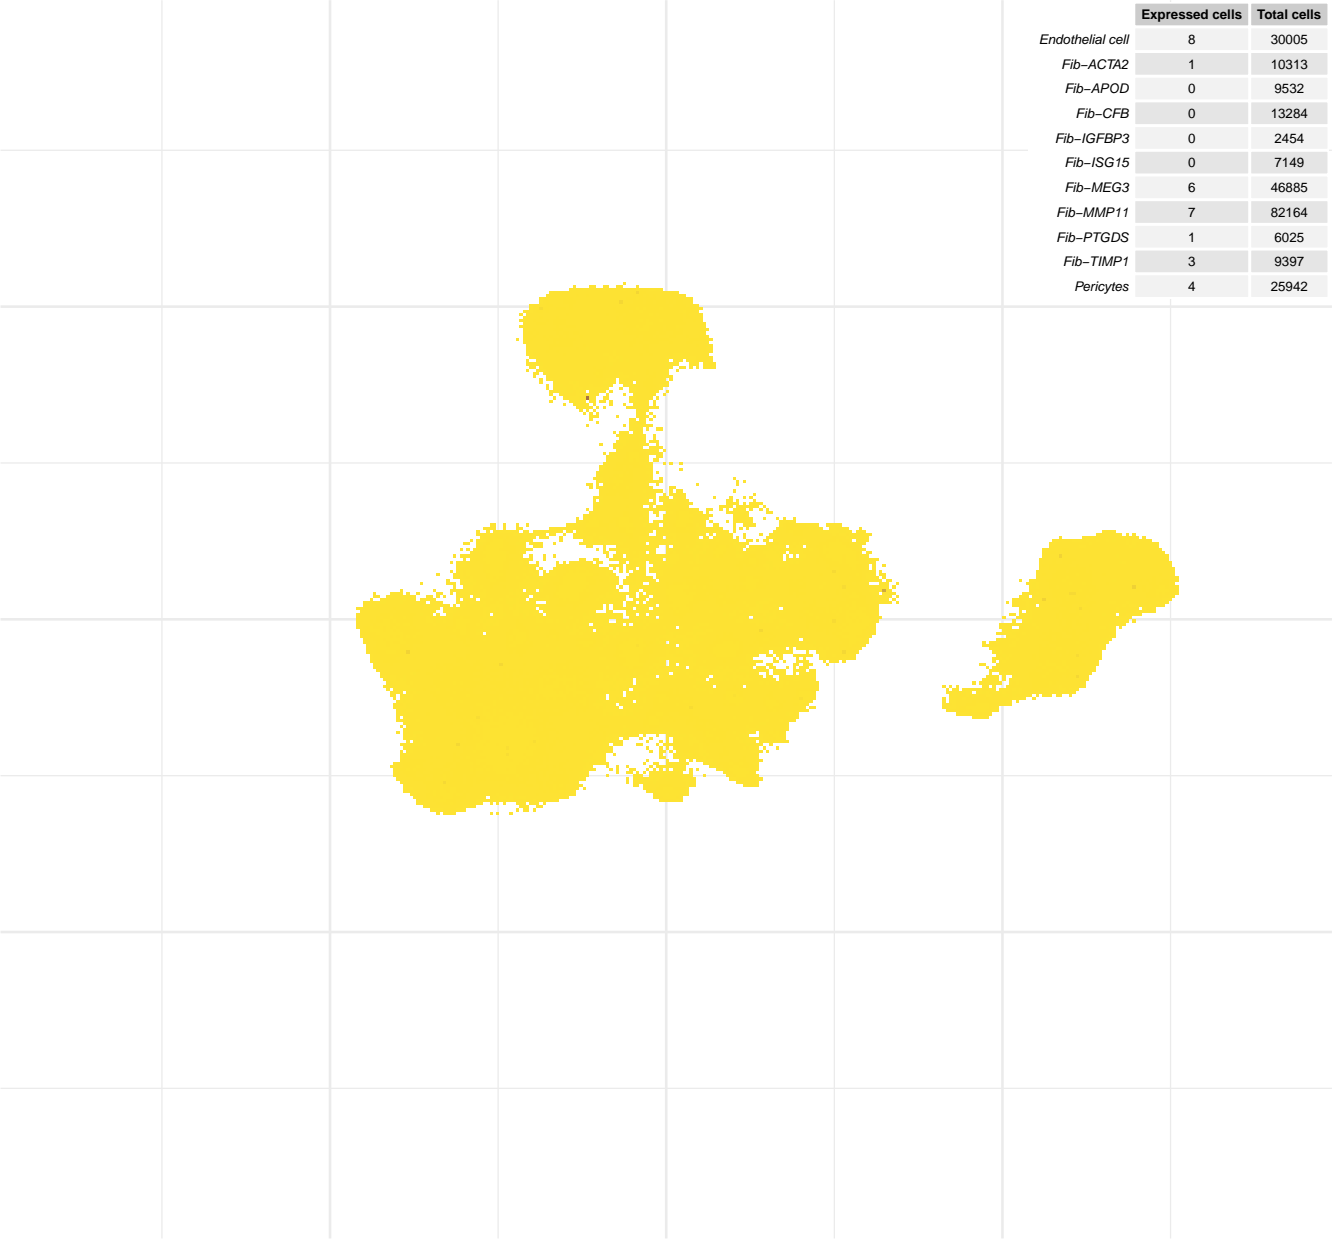 Expressed cells Total cells
Endothelial cell 8 30005
Fib−ACTA2 1 10313
Fib−APOD 0 9532
Fib−CFB 0 13284
Fib−IGFBP3 0 2454
Fib−ISG15 0 7149
Fib−MEG3 6 46885
Fib−MMP11 7 82164
Fib−PTGDS 1 6025
Fib−TIMP1 3 9397
Pericytes 4 25942